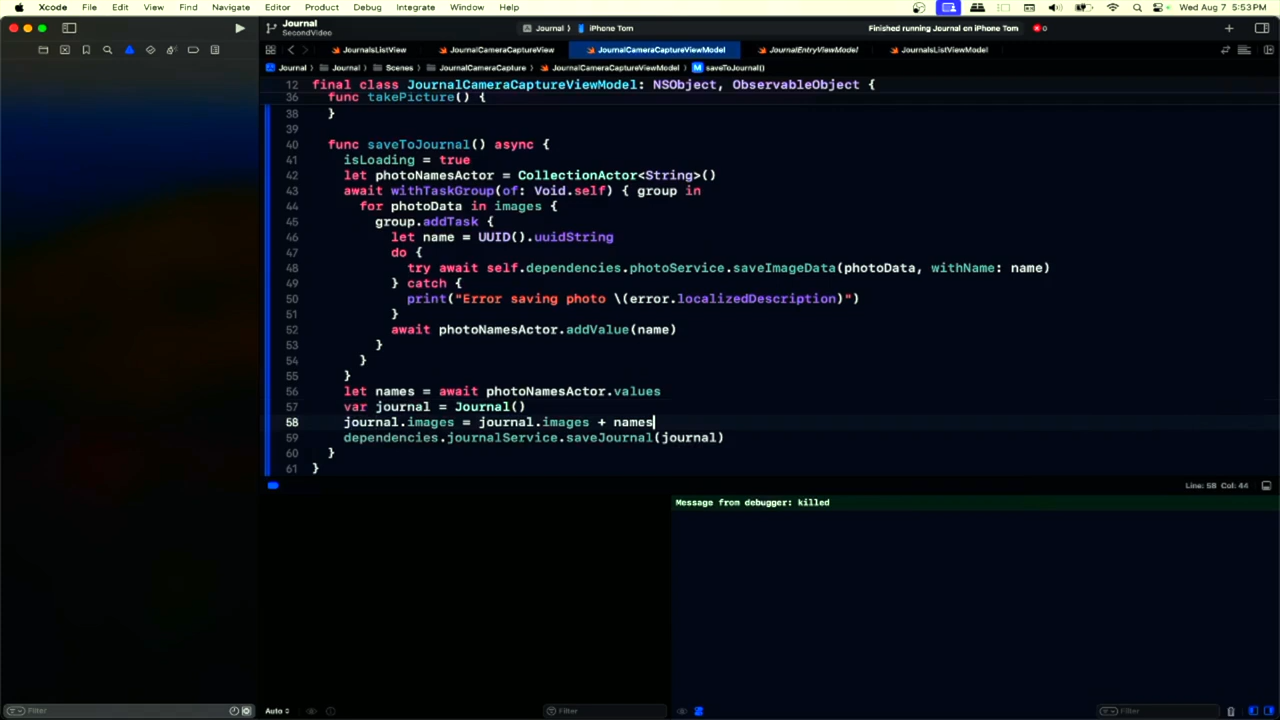 Xcode File Edit View Find Navigate Editor Product Debug Integrate Window Help Wed Aug 7 5:53 PM
Journal
SecondVideo
Journal 〉 iPhone Tom
Finished running Journal on iPhone Tom
0
JournalsListView JournalCameraCaptureView JournalCameraCaptureViewModel JournalEntryViewModel JournalsListViewModel
Journal 〉 Journal 〉 Scenes 〉 JournalCameraCapture 〉 JournalCameraCaptureViewModel 〉 M saveToJournal()
12 final class JournalCameraCaptureViewModel: NSObject, ObservableObject {
36 func takePicture() {
38 }
39
40 func saveToJournal() async {
41 isLoading = true
42 let photoNamesActor = CollectionActor<String>()
43 await withTaskGroup(of: Void.self) { group in
44 for photoData in images {
45 group.addTask {
46 let name = UUID().uuidString
47 do {
48 try await self.dependencies.photoService.saveImageData(photoData, withName: name)
49 } catch {
50 print("Error saving photo \(error.localizedDescription)")
51 }
52 await photoNamesActor.addValue(name)
53 }
54 }
55 }
56 let names = await photoNamesActor.values
57 var journal = Journal()
58 journal.images = journal.images + names
59 dependencies.journalService.saveJournal(journal)
60 }
61 }
Line: 58 Col: 44
Message from debugger: killed
Filter Auto Filter Filter